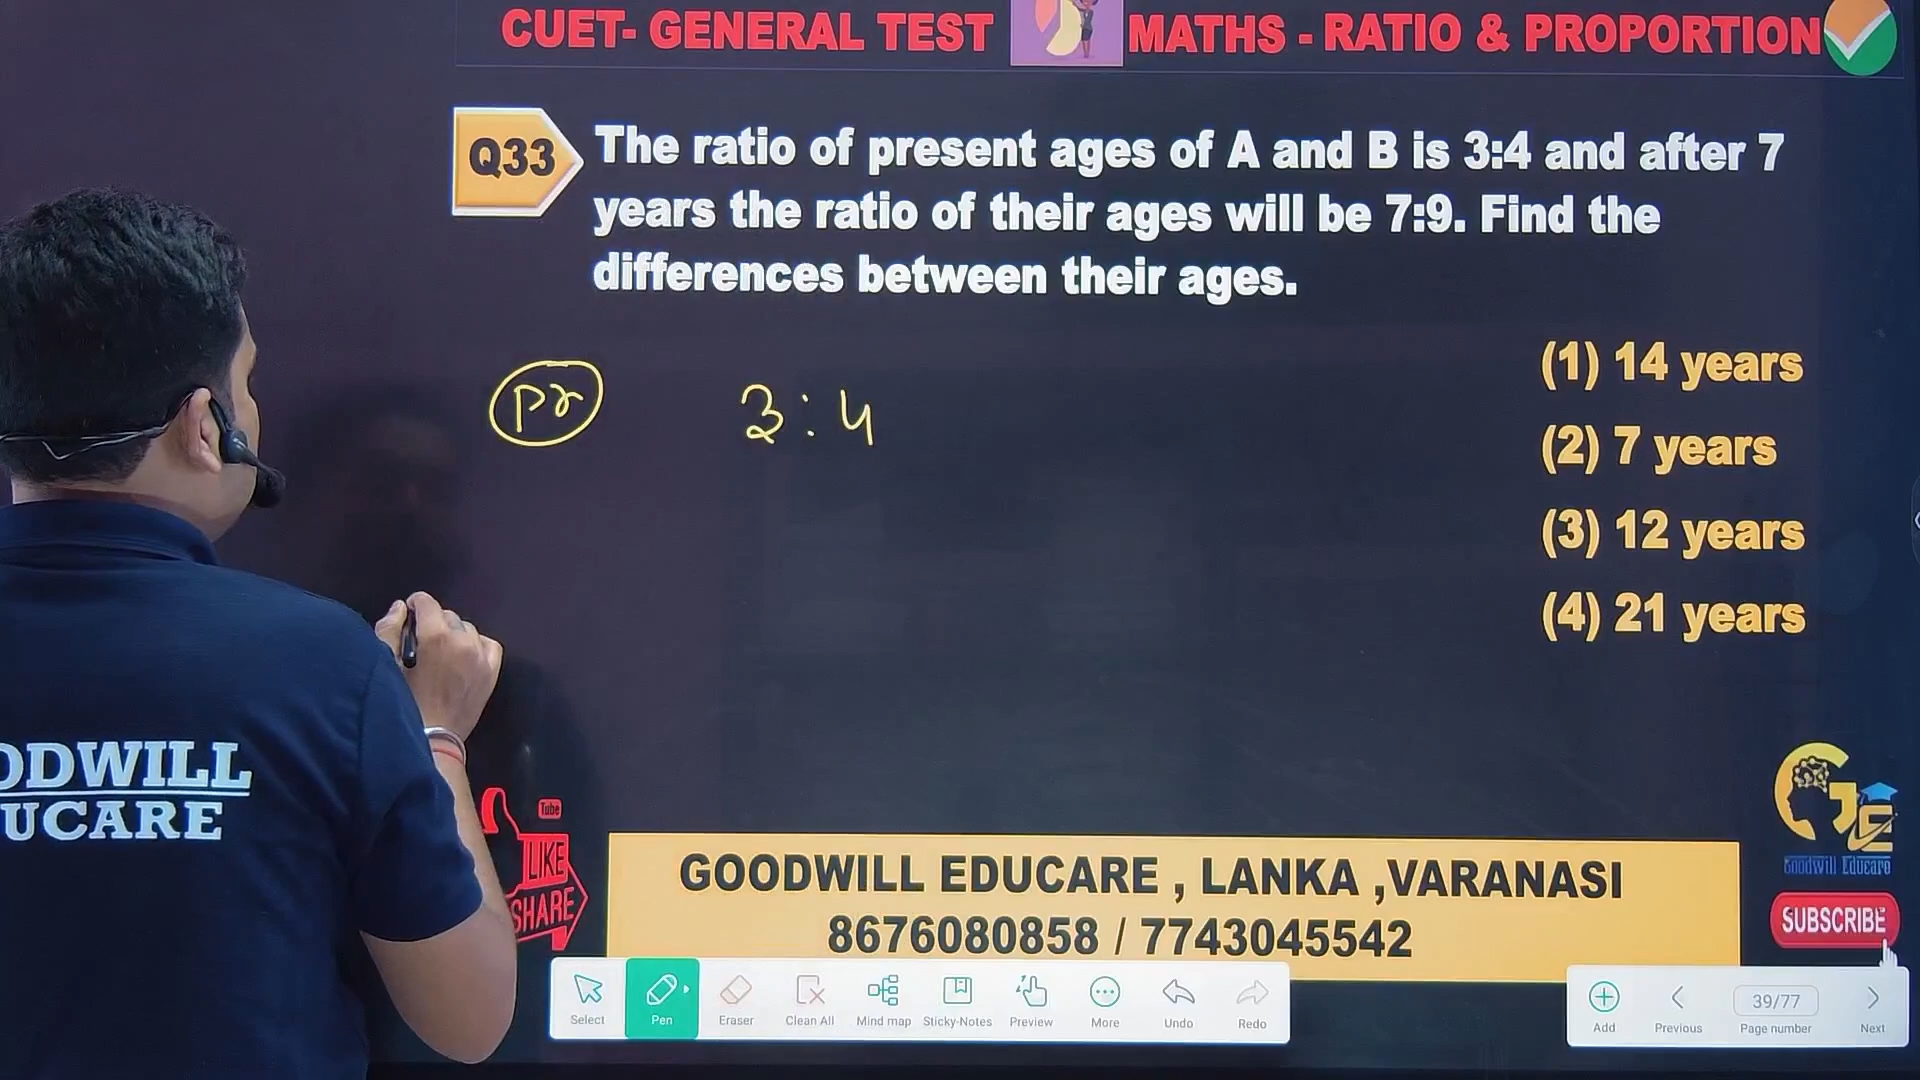 CUET- GENERAL TEST MATHS - RATIO & PROPORTION
Q33 The ratio of present ages of A and B is 3:4 and after 7
years the ratio of their ages will be 7:9. Find the
differences between their ages.
(1) 14 years
Pr 3 : 4
(2) 7 years
(3) 12 years
(4) 21 years
ODWILL
UCARE
Tube
LIKE
SHARE
GOODWILL EDUCARE , LANKA ,VARANASI
8676080858 / 7743045542
GE
Goodwill Educare
SUBSCRIBE
Select Pen Eraser Clean All Mind map Sticky-Notes Preview More Undo Redo
39/77
Add Previous Page number Next